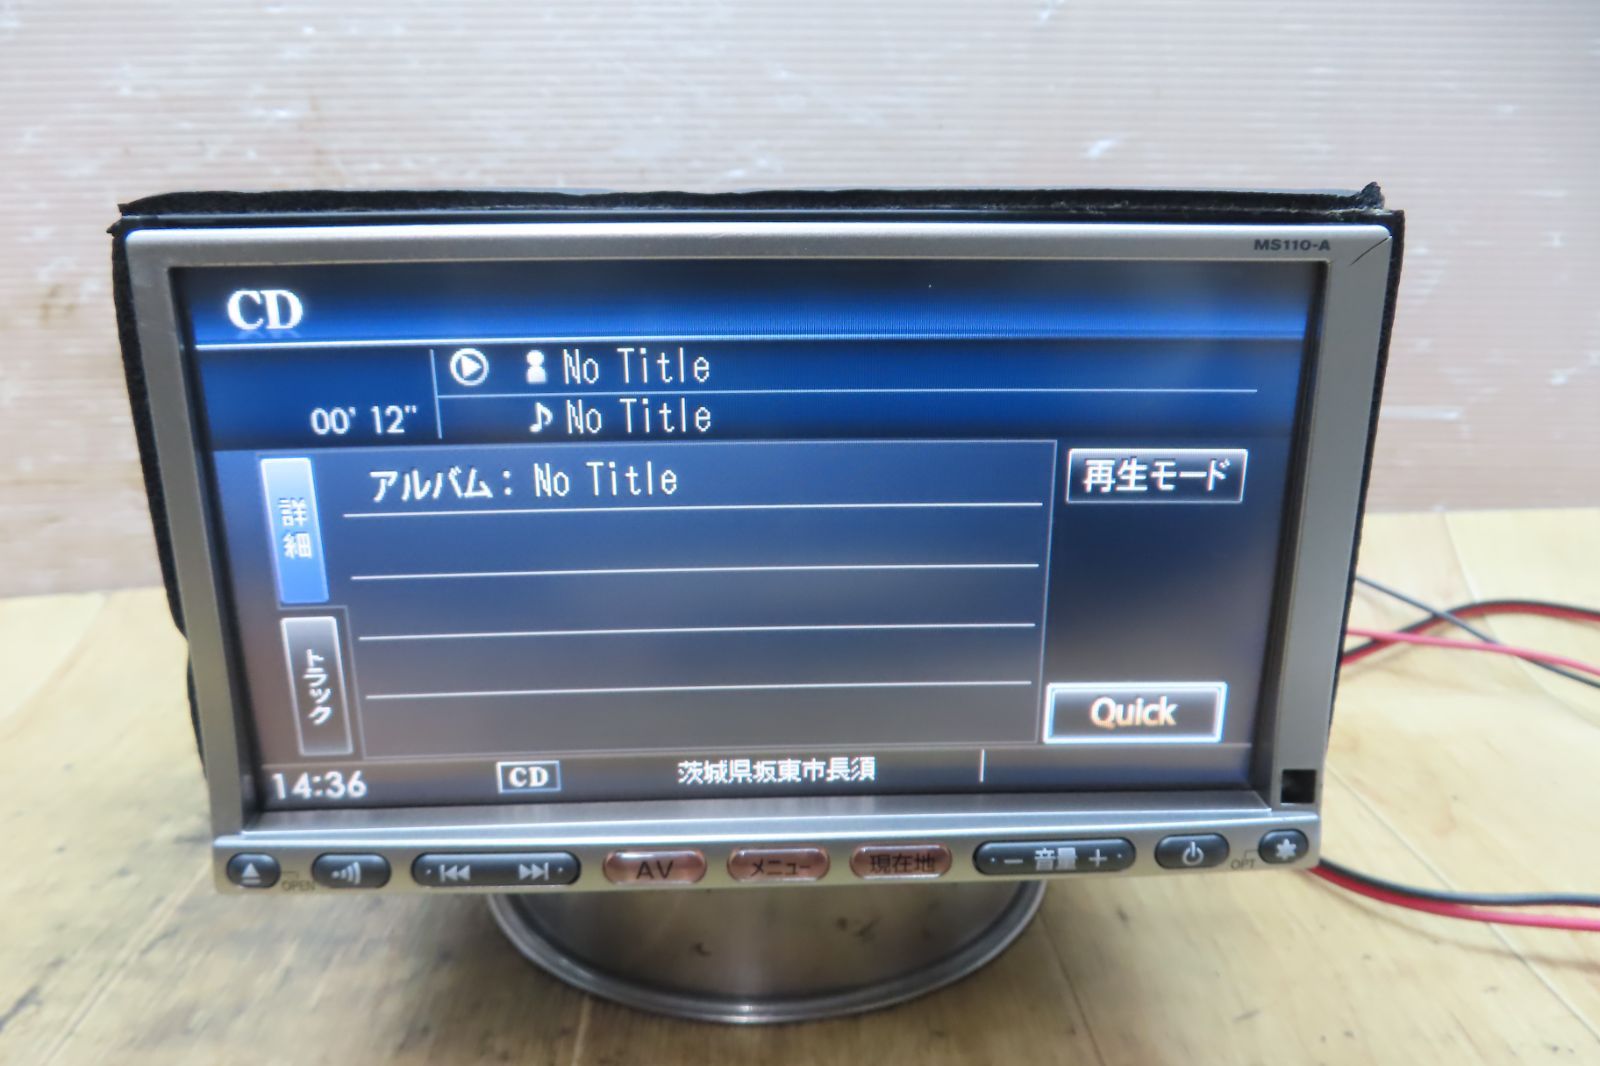 MS110-A
CD
No Title
00' 12"
No Title
アルバム： No Title
再生モード
詳細
トラック
Quick
14:36
CD
茨城県坂東市長須
OPEN
AV
メニュー
現在地
− 音量 +
OPT